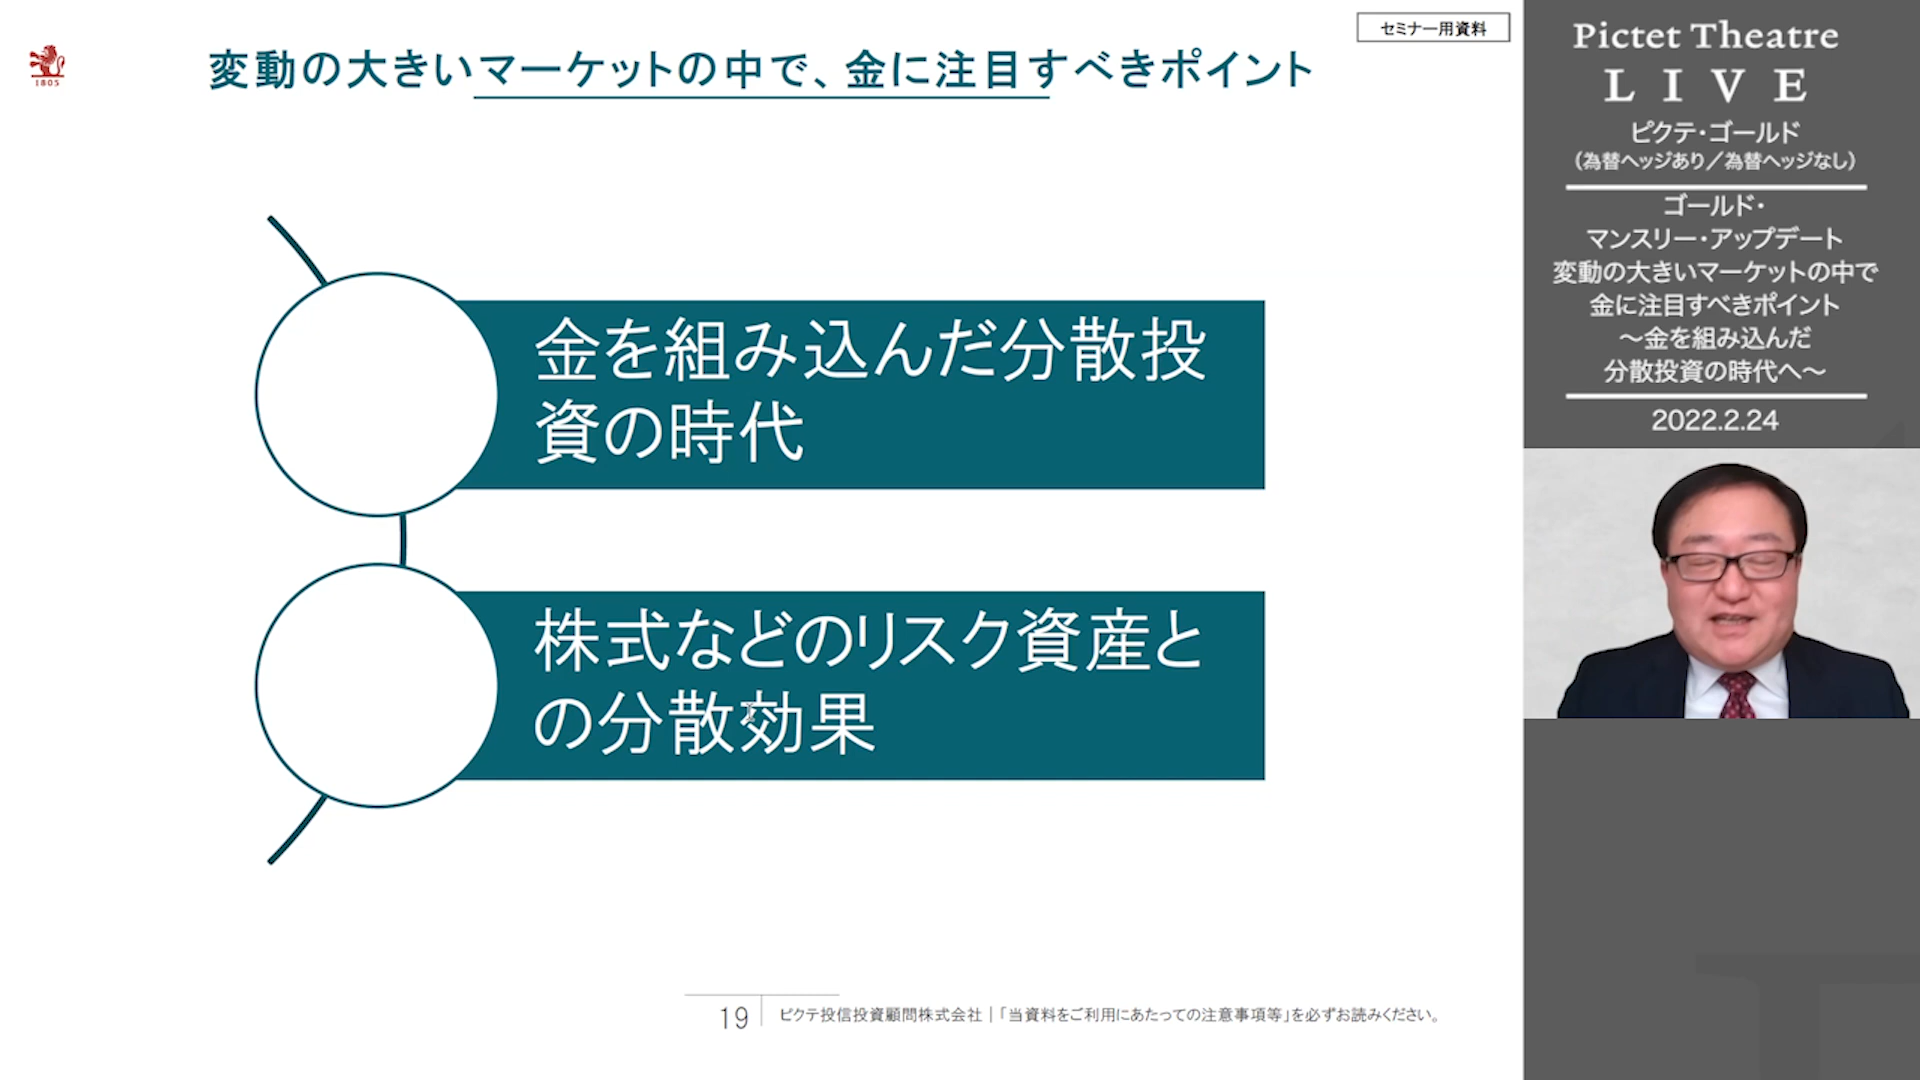 セミナー用資料
1805
変動の大きいマーケットの中で、金に注目すべきポイント
金を組み込んだ分散投
資の時代
株式などのリスク資産と
の分散効果
19
ピクテ投信投資顧問株式会社｜「当資料をご利用にあたっての注意事項等」を必ずお読みください。
Pictet Theatre
LIVE
ピクテ・ゴールド
（為替ヘッジあり／為替ヘッジなし）
ゴールド・
マンスリー・アップデート
変動の大きいマーケットの中で
金に注目すべきポイント
～金を組み込んだ
分散投資の時代へ～
2022.2.24